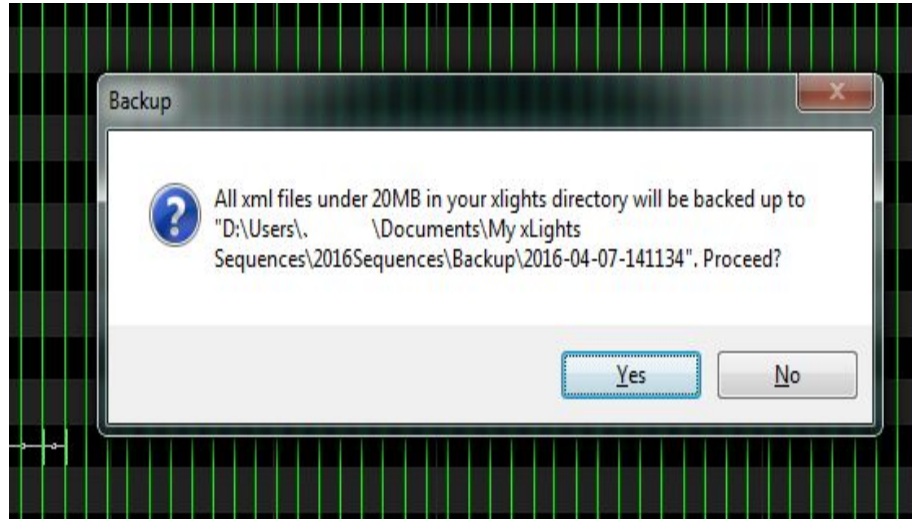 Backup
All xml files under 20MB in your xlights directory will be backed up to
"D:\Users\. \Documents\My xLights
Sequences\2016Sequences\Backup\2016-04-07-141134". Proceed?
Yes
No